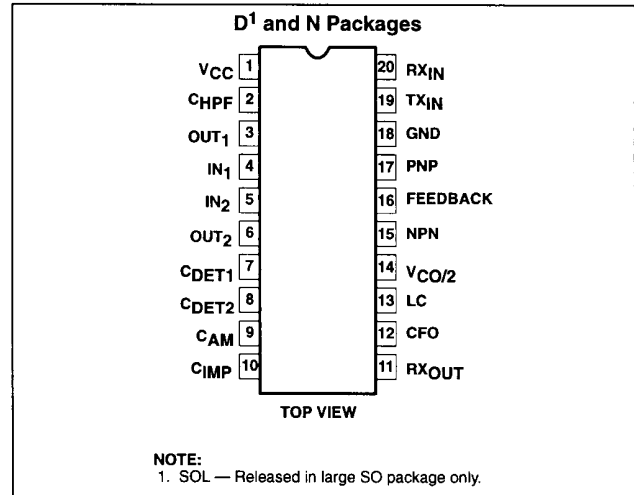 D1 and N Packages
VCC 1 20 RXIN
CHPF 2 19 TXIN
OUT1 3 18 GND
IN1 4 17 PNP
IN2 5 16 FEEDBACK
OUT2 6 15 NPN
CDET1 7 14 VCO/2
CDET2 8 13 LC
CAM 9 12 CFO
CIMP 10 11 RXOUT
TOP VIEW
NOTE:
1. SOL — Released in large SO package only.